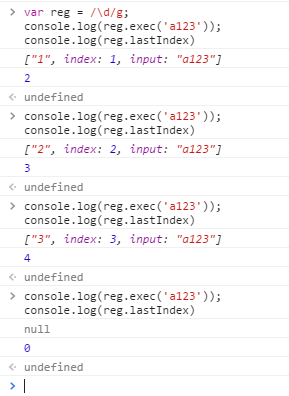 > var reg = /\d/g;
console.log(reg.exec('a123'));
console.log(reg.lastIndex)
["1", index: 1, input: "a123"]
2
undefined
> console.log(reg.exec('a123'));
console.log(reg.lastIndex)
["2", index: 2, input: "a123"]
3
undefined
> console.log(reg.exec('a123'));
console.log(reg.lastIndex)
["3", index: 3, input: "a123"]
4
undefined
> console.log(reg.exec('a123'));
console.log(reg.lastIndex)
null
0
undefined
>